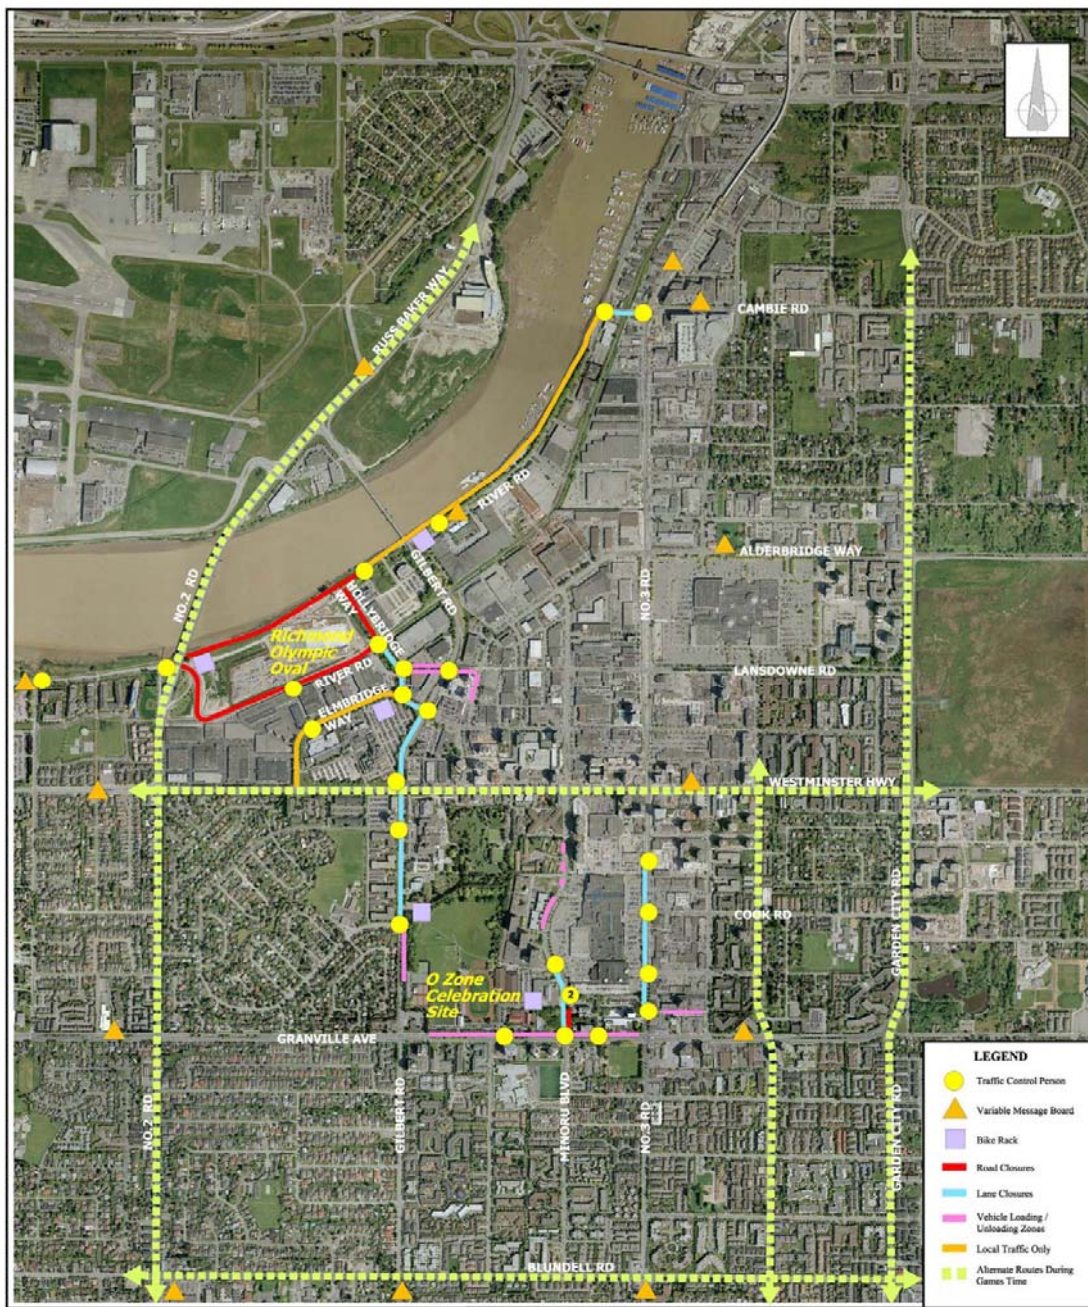 N
RUSS BAKER WAY
CAMBIE RD
RIVER RD
GILBERT RD
ALDERBRIDGE WAY
NO.3 RD
NO.2 RD
HOLLYBRIDGE
WAY
Richmond
Olympic
Oval
RIVER RD
ELMBRIDGE
WAY
LANSDOWNE RD
WESTMINSTER HWY
COOK RD
GARDEN CITY RD
O Zone
Celebration
Site
2
GRANVILLE AVE
NO.2 RD
GILBERT RD
MINORU BLVD
NO.3 RD
GARDEN CITY RD
BLUNDELL RD
LEGEND
Traffic Control Person
Variable Message Board
Bike Rack
Road Closures
Lane Closures
Vehicle Loading /
Unloading Zones
Local Traffic Only
Alternate Routes During
Games Time